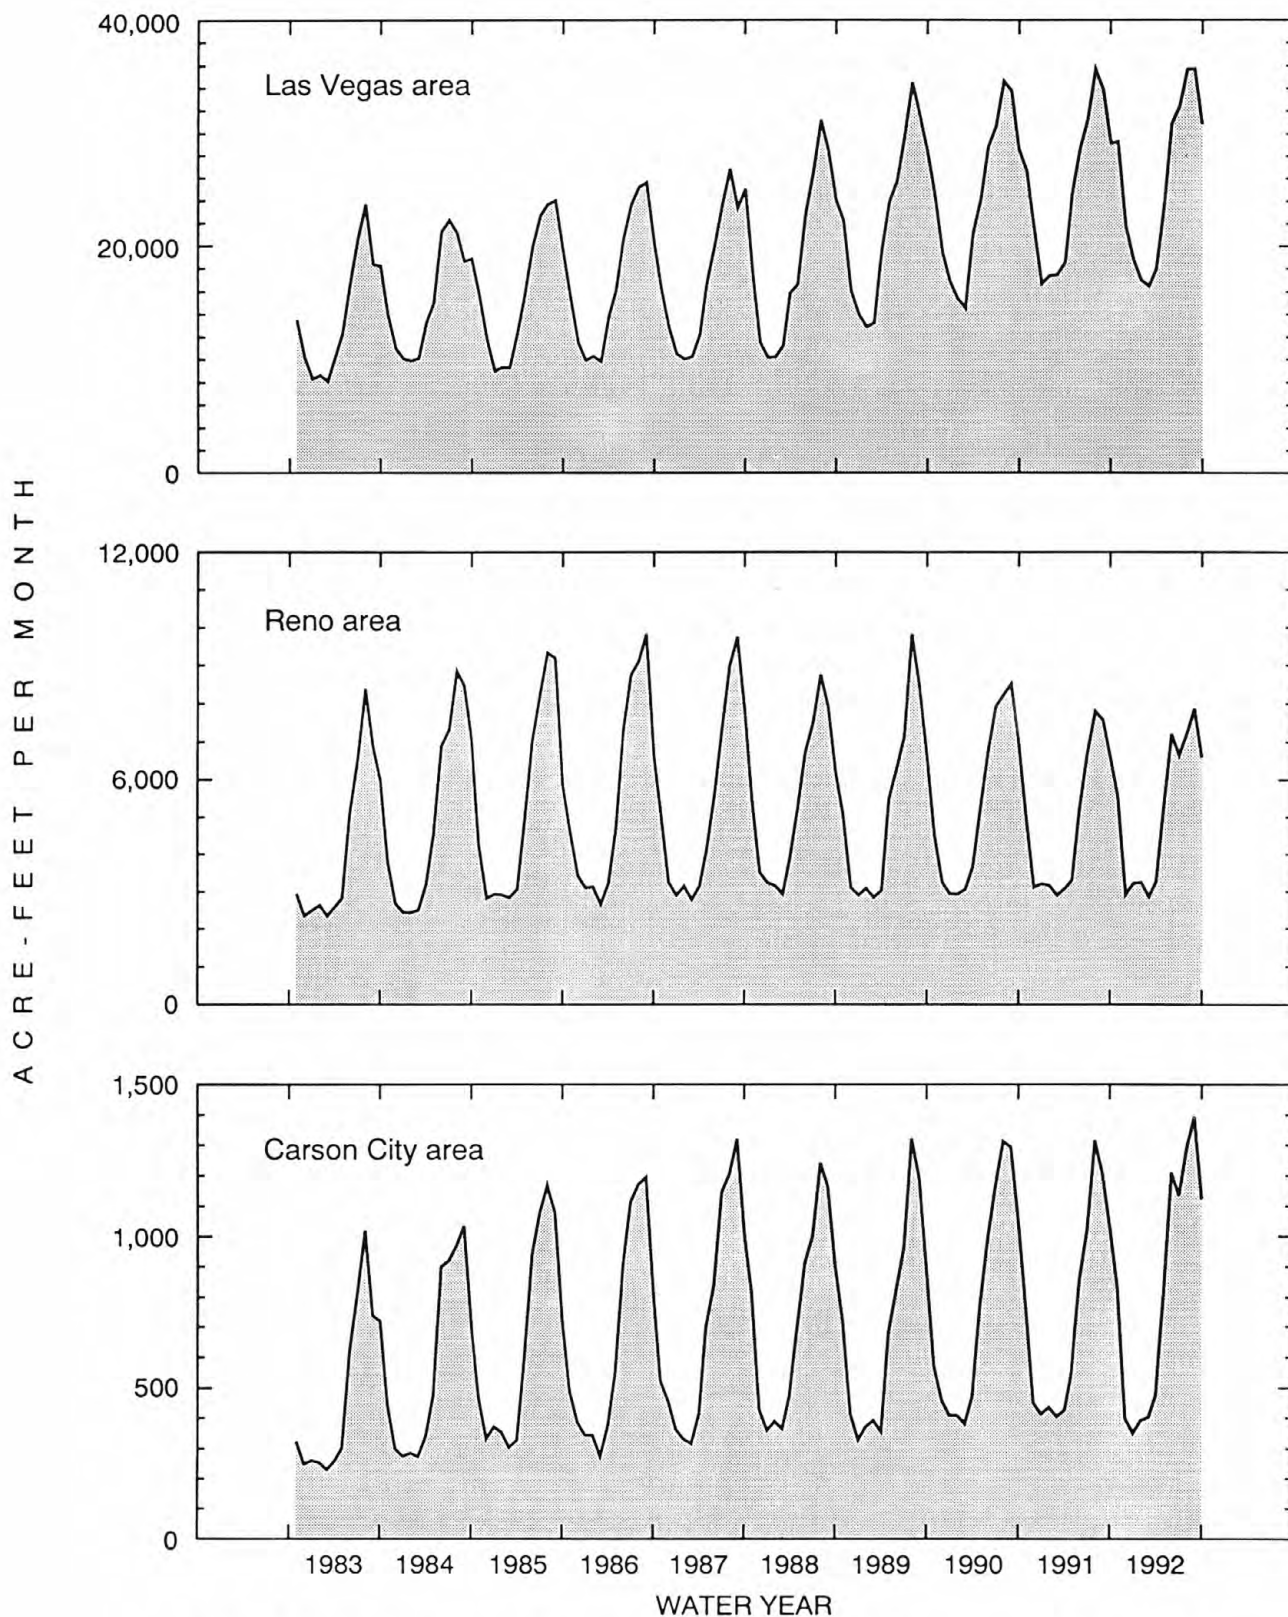 40,000
Las Vegas area
20,000
0
12,000
Reno area
6,000
0
1,500
Carson City area
1,000
500
0
ACRE-FEET PER MONTH
1983 1984 1985 1986 1987 1988 1989 1990 1991 1992
WATER YEAR